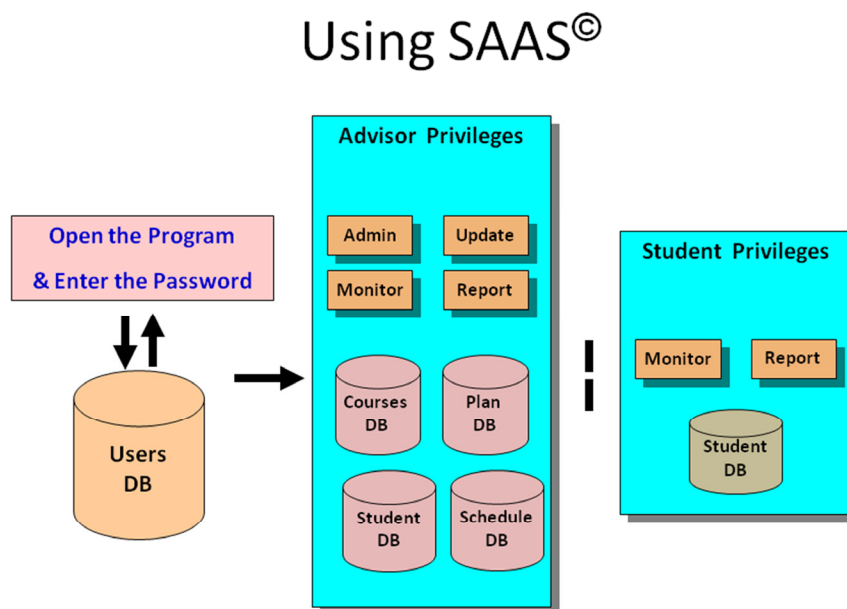 Using SAAS©
Advisor Privileges
Open the Program
& Enter the Password
Admin
Update
Monitor
Report
Student Privileges
Monitor
Report
Courses
DB
Plan
DB
Users
DB
Student
DB
Schedule
DB
Student
DB